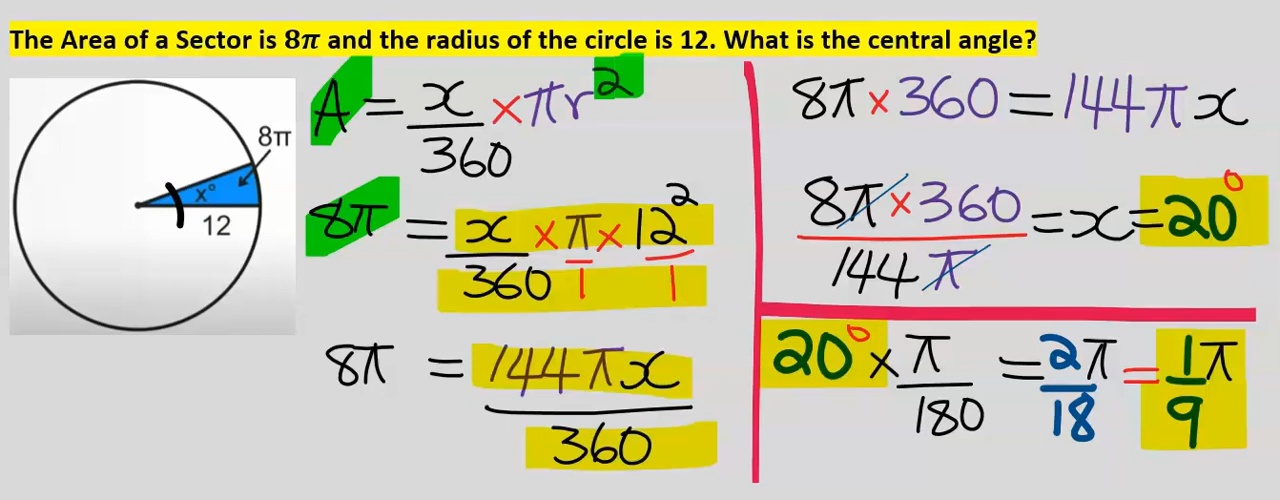 The Area of a Sector is 8π and the radius of the circle is 12. What is the central angle?
8π
x°
12
A = x/360 × πr²
8π = x/360 × π/1 × 12²/1
8π = 144πx/360
8π × 360 = 144πx
8π × 360/144π = x = 20°
20° × π/180 = 2π/18 = 1/9 π